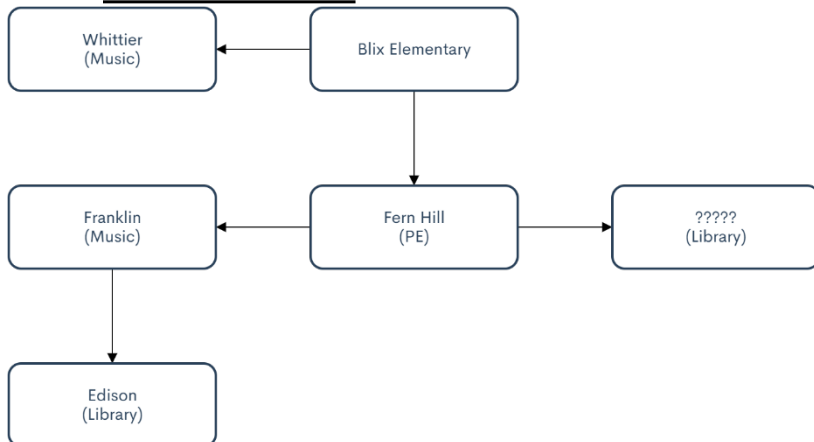 Whittier
(Music)
Blix Elementary
Franklin
(Music)
Fern Hill
(PE)
?????
(Library)
Edison
(Library)